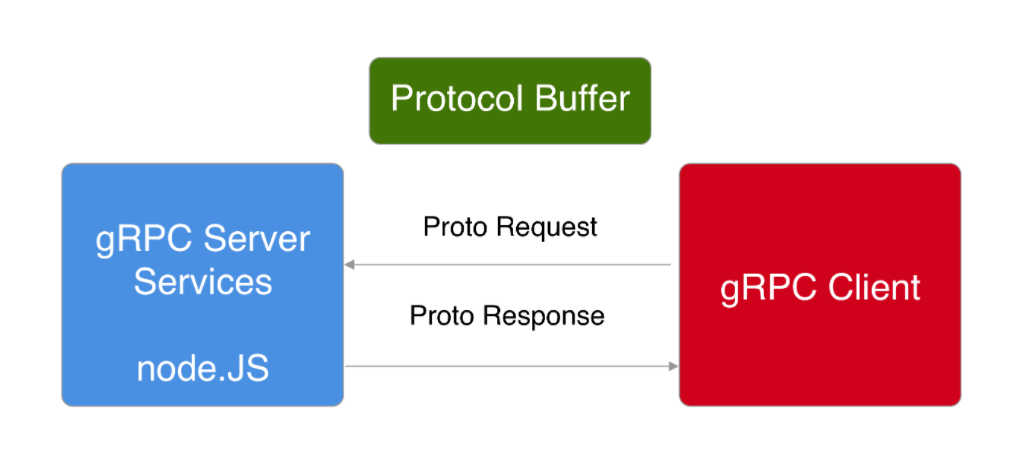 Protocol Buffer
gRPC Server
Services
node.JS
Proto Request
Proto Response
gRPC Client